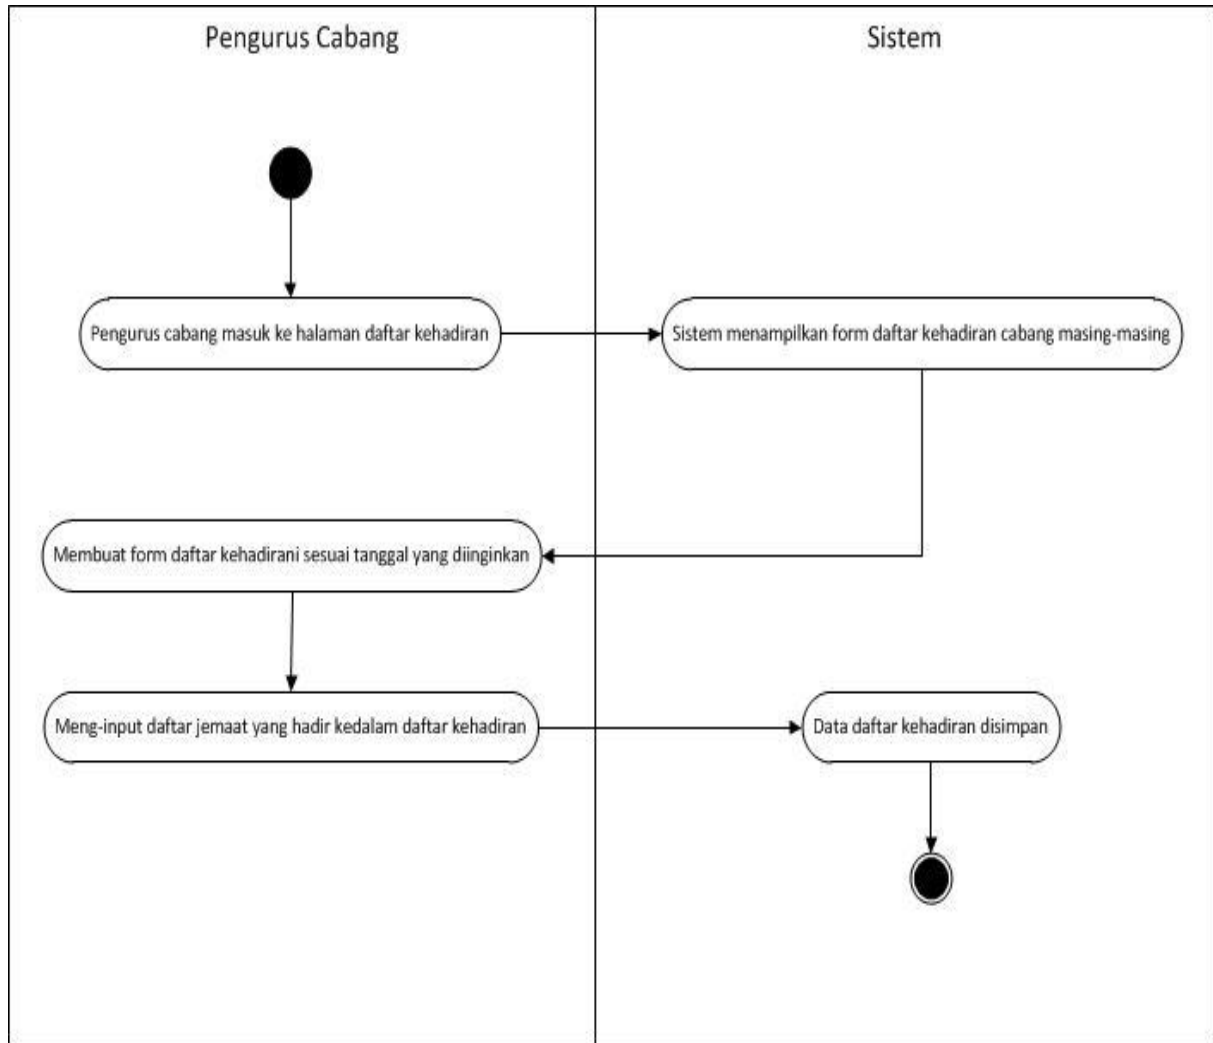 Pengurus Cabang
Sistem
Pengurus cabang masuk ke halaman daftar kehadiran
Sistem menampilkan form daftar kehadiran cabang masing-masing
Membuat form daftar kehadirani sesuai tanggal yang diinginkan
Meng-input daftar jemaat yang hadir kedalam daftar kehadiran
Data daftar kehadiran disimpan